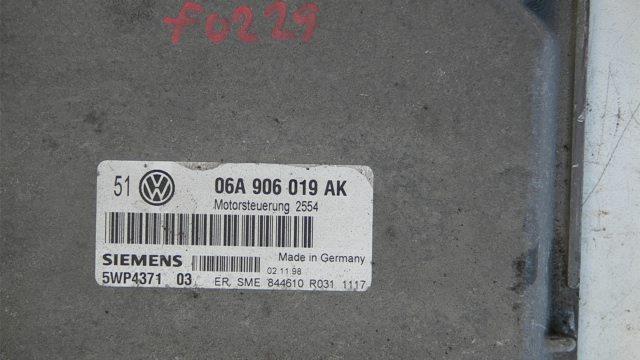 f0229
51 VW 06A 906 019 AK
Motorsteuerung 2554
SIEMENS Made in Germany
02.11.98
5WP4371 03 ER. SME 844610 R031 1117